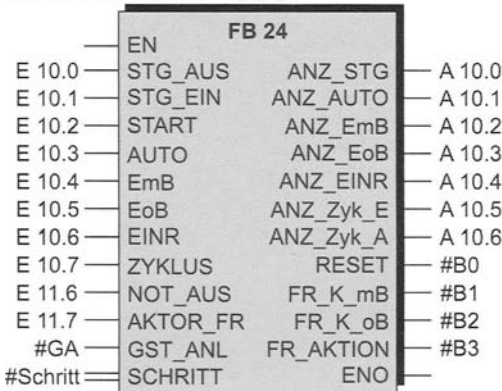 FB 24
EN
E 10.0 STG_AUS ANZ_STG A 10.0
E 10.1 STG_EIN ANZ_AUTO A 10.1
E 10.2 START ANZ_EmB A 10.2
E 10.3 AUTO ANZ_EoB A 10.3
E 10.4 EmB ANZ_EINR A 10.4
E 10.5 EoB ANZ_Zyk_E A 10.5
E 10.6 EINR ANZ_Zyk_A A 10.6
E 10.7 ZYKLUS RESET #B0
E 11.6 NOT_AUS FR_K_mB #B1
E 11.7 AKTOR_FR FR_K_oB #B2
#GA GST_ANL FR_AKTION #B3
#Schritt SCHRITT ENO